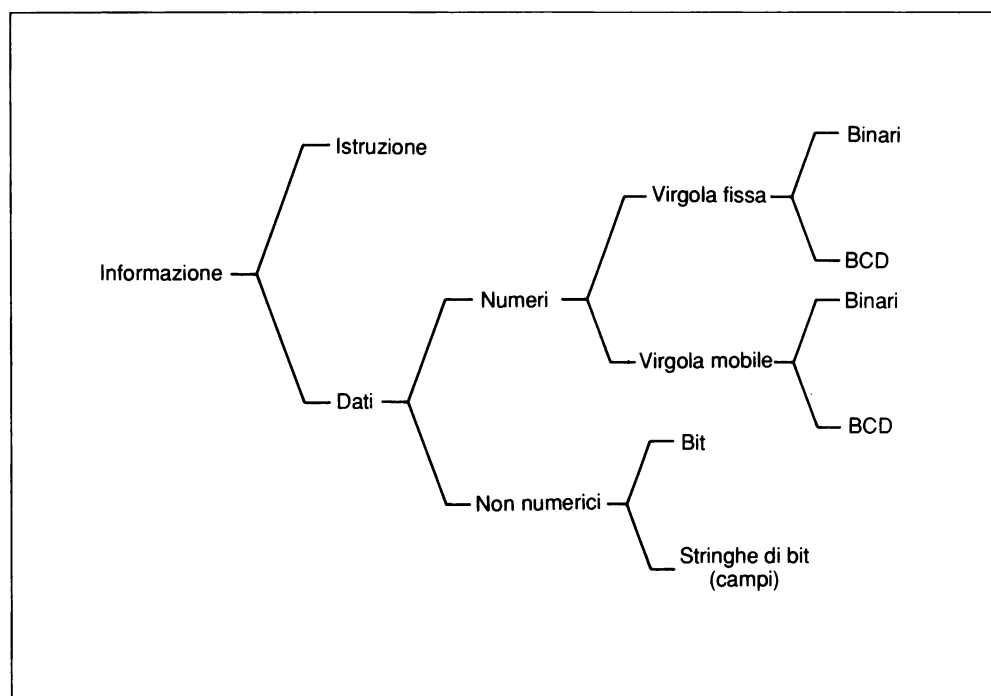 Informazione
Istruzione
Dati
Numeri
Non numerici
Virgola fissa
Virgola mobile
Binari
BCD
Binari
BCD
Bit
Stringhe di bit
(campi)